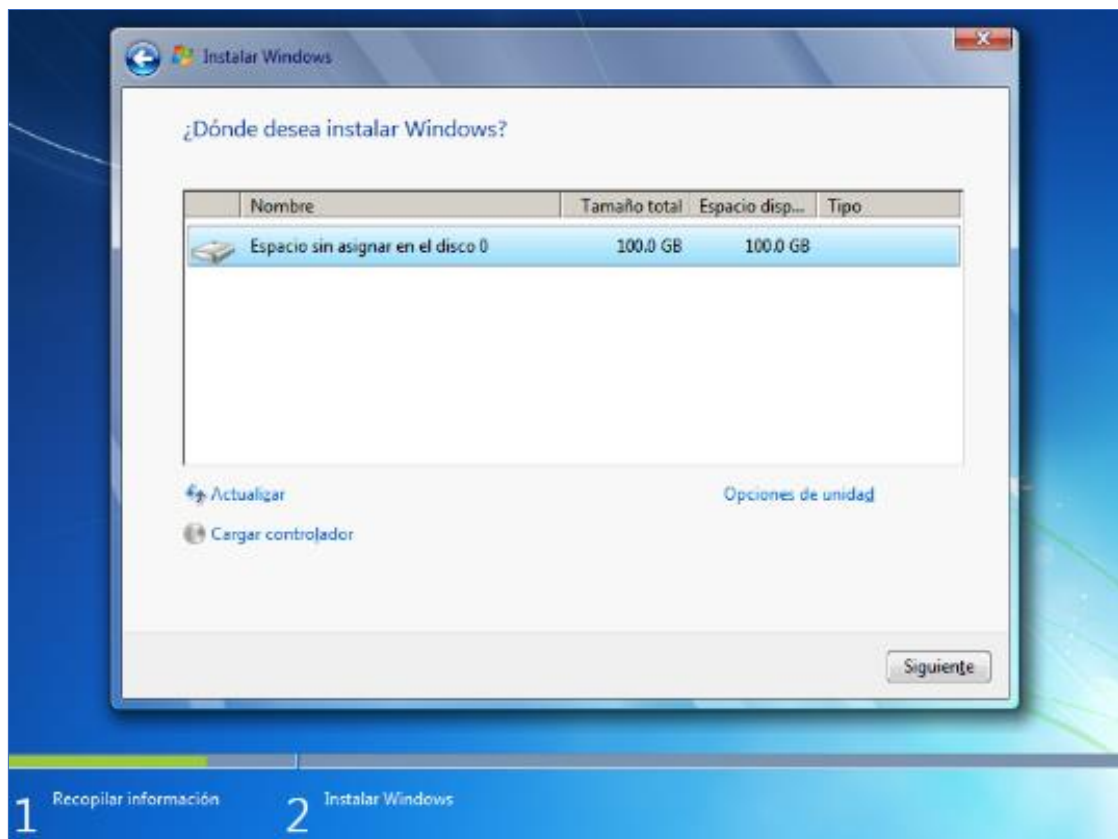 Instalar Windows
¿Dónde desea instalar Windows?
Nombre Tamaño total Espacio disp... Tipo
Espacio sin asignar en el disco 0 100.0 GB 100.0 GB
Actualizar Opciones de unidad
Cargar controlador
Siguiente
1 Recopilar información 2 Instalar Windows